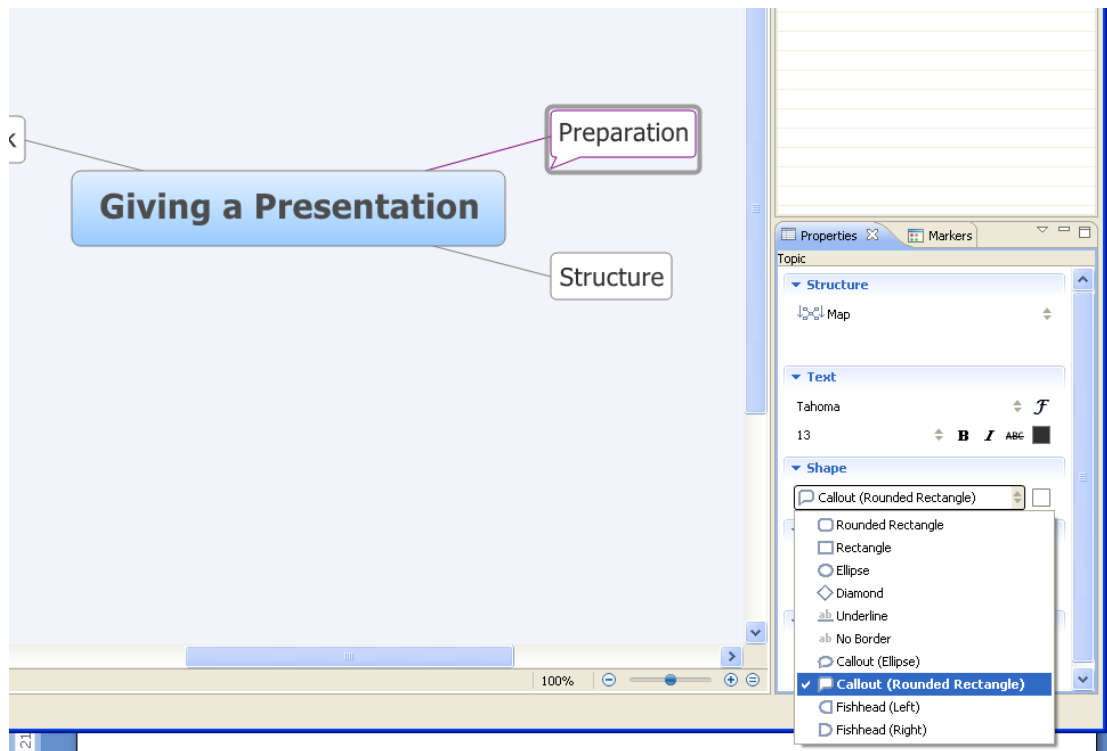 k
Preparation
Giving a Presentation
Structure
Properties
Markers
Topic
Structure
Map
Text
Tahoma
F
13
B I ABC
Shape
Callout (Rounded Rectangle)
Rounded Rectangle
Rectangle
Ellipse
Diamond
ab Underline
ab No Border
Callout (Ellipse)
Callout (Rounded Rectangle)
Fishhead (Left)
Fishhead (Right)
100%
21